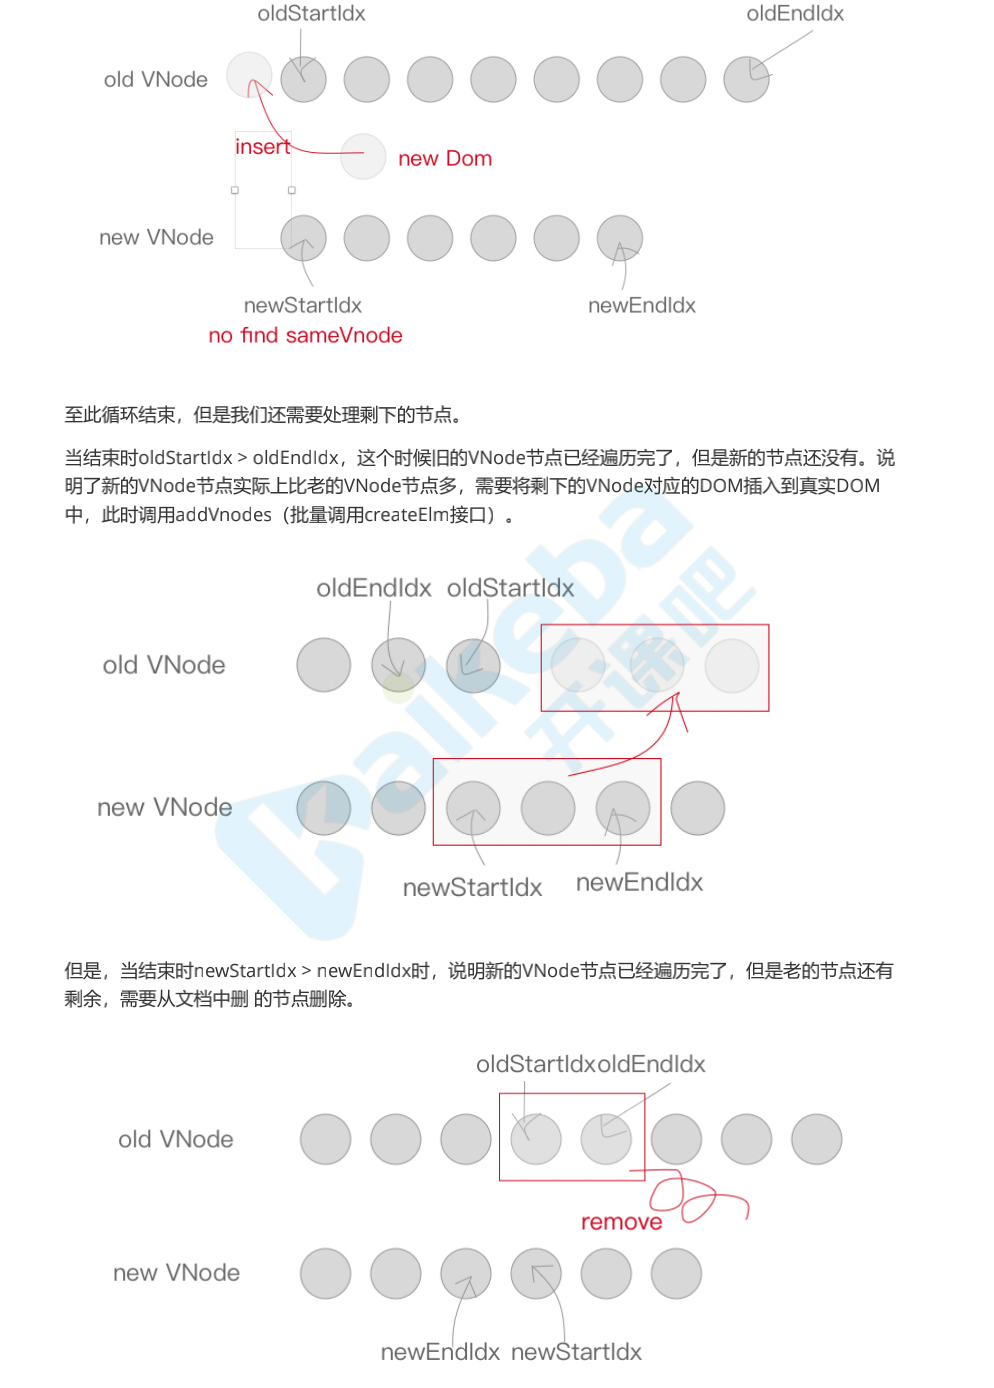 oldStartIdx oldEndIdx
old VNode
insert
new Dom
new VNode
newStartIdx newEndIdx
no find sameVnode
至此循环结束，但是我们还需要处理剩下的节点。
当结束时oldStartIdx > oldEndIdx，这个时候旧的VNode节点已经遍历完了，但是新的节点还没有。说
明了新的VNode节点实际上比老的VNode节点多，需要将剩下的VNode对应的DOM插入到真实DOM
中，此时调用addVnodes（批量调用createElm接口）。
oldEndIdx oldStartIdx
old VNode
new VNode
newStartIdx newEndIdx
Kaikeba
开课吧
但是，当结束时newStartIdx > newEndIdx时，说明新的VNode节点已经遍历完了，但是老的节点还有
剩余，需要从文档中删 的节点删除。
oldStartIdx oldEndIdx
old VNode
remove
new VNode
newEndIdx newStartIdx